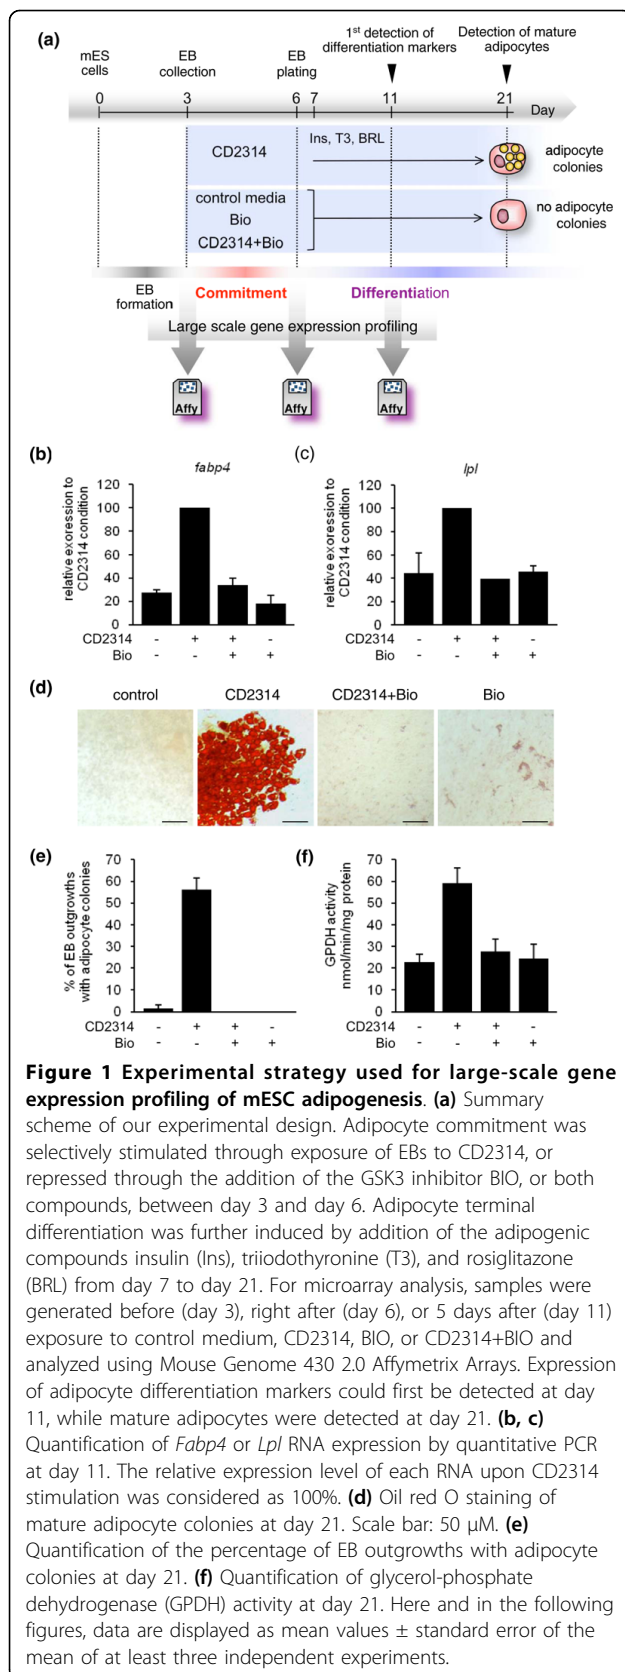 (a)
1st detection of differentiation markers
Detection of mature adipocytes
mES cells
EB collection
EB plating
0 3 6 7 11 21 Day
CD2314
Ins, T3, BRL
adipocyte colonies
control media
Bio
CD2314+Bio
no adipocyte colonies
EB formation
Commitment
Differentiation
Large scale gene expression profiling
Affy Affy Affy
(b)
fabp4
relative exoression to CD2314 condition
120
100
80
60
40
20
0
CD2314 - + + -
Bio - - + +
(c)
lpl
relative exoression to CD2314 condition
120
100
80
60
40
20
0
CD2314 - + + -
Bio - - + +
(d)
control CD2314 CD2314+Bio Bio
(e)
% of EB outgrowths with adipocyte colonies
70
60
50
40
30
20
10
0
CD2314 - + + -
Bio - - + +
(f)
GPDH activity nmol/min/mg protein
70
60
50
40
30
20
10
0
CD2314 - + + -
Bio - - + +
Figure 1 Experimental strategy used for large-scale gene
expression profiling of mESC adipogenesis. (a) Summary
scheme of our experimental design. Adipocyte commitment was
selectively stimulated through exposure of EBs to CD2314, or
repressed through the addition of the GSK3 inhibitor BIO, or both
compounds, between day 3 and day 6. Adipocyte terminal
differentiation was further induced by addition of the adipogenic
compounds insulin (Ins), triiodothyronine (T3), and rosiglitazone
(BRL) from day 7 to day 21. For microarray analysis, samples were
generated before (day 3), right after (day 6), or 5 days after (day 11)
exposure to control medium, CD2314, BIO, or CD2314+BIO and
analyzed using Mouse Genome 430 2.0 Affymetrix Arrays. Expression
of adipocyte differentiation markers could first be detected at day
11, while mature adipocytes were detected at day 21. (b, c)
Quantification of Fabp4 or Lpl RNA expression by quantitative PCR
at day 11. The relative expression level of each RNA upon CD2314
stimulation was considered as 100%. (d) Oil red O staining of
mature adipocyte colonies at day 21. Scale bar: 50 μM. (e)
Quantification of the percentage of EB outgrowths with adipocyte
colonies at day 21. (f) Quantification of glycerol-phosphate
dehydrogenase (GPDH) activity at day 21. Here and in the following
figures, data are displayed as mean values ± standard error of the
mean of at least three independent experiments.